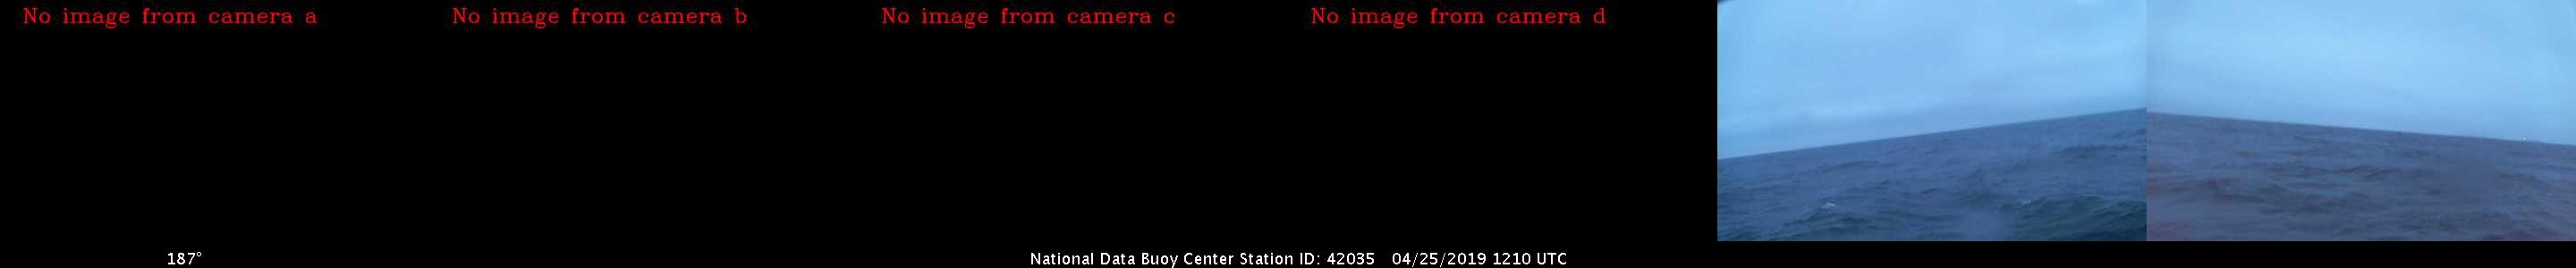 No image from camera a
No image from camera b
No image from camera c
No image from camera d
187°
National Data Buoy Center Station ID: 42035 04/25/2019 1210 UTC